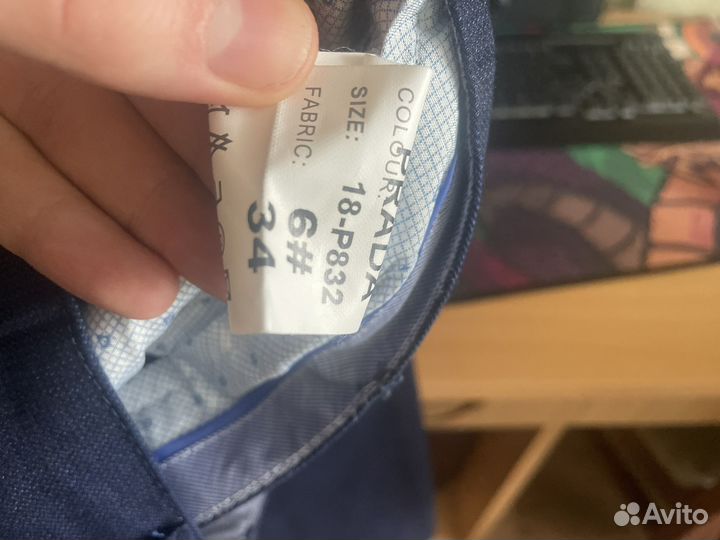 PRADA
COLOUR:
18-P832
SIZE:
6#
FABRIC:
34
Avito